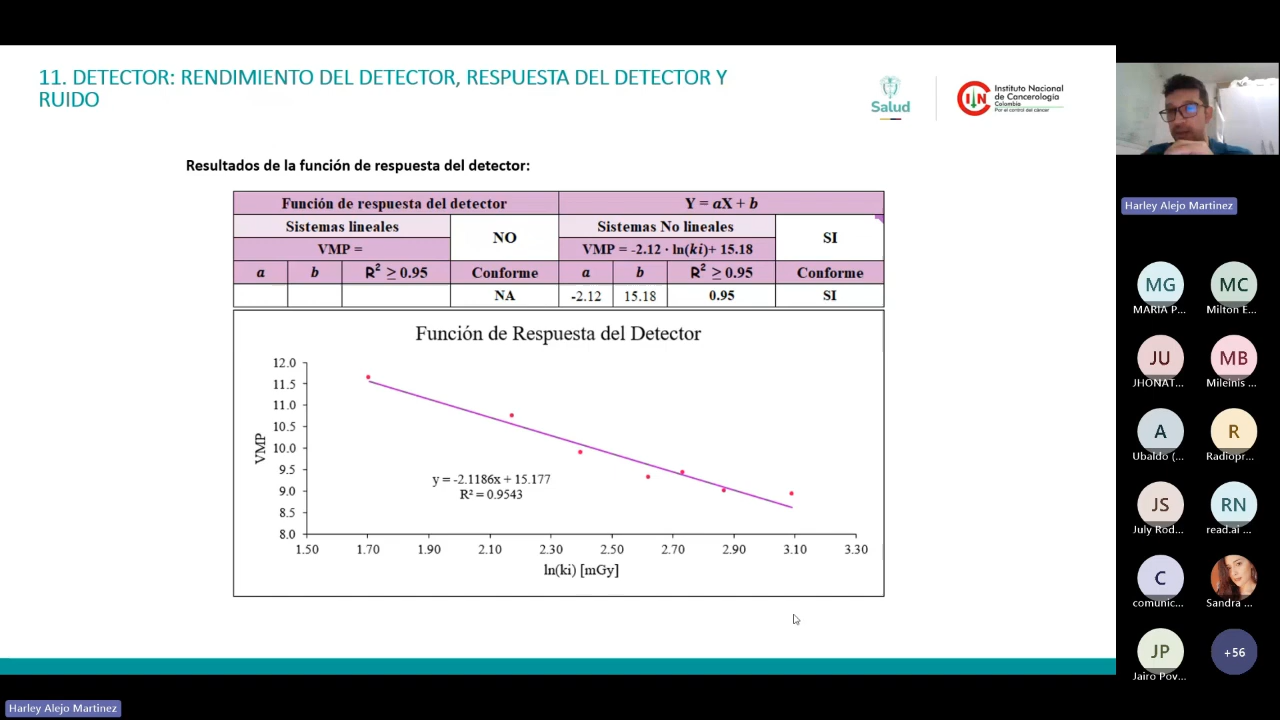 11. DETECTOR: RENDIMIENTO DEL DETECTOR, RESPUESTA DEL DETECTOR Y
RUIDO
Salud
Instituto Nacional
de Cancerología
Colombia
Por el control del cáncer
Resultados de la función de respuesta del detector:
Función de respuesta del detector Y = aX + b
Sistemas lineales NO Sistemas No lineales SI
VMP = VMP = -2.12 · ln(ki)+ 15.18
a b R² ≥ 0.95 Conforme a b R² ≥ 0.95 Conforme
NA -2.12 15.18 0.95 SI
Función de Respuesta del Detector
12.0
11.5
11.0
10.5
10.0
9.5
9.0
8.5
8.0
VMP
y = -2.1186x + 15.177
R² = 0.9543
1.50 1.70 1.90 2.10 2.30 2.50 2.70 2.90 3.10 3.30
ln(ki) [mGy]
Harley Alejo Martinez
MG MC
MARIA P... Milton E...
JU MB
JHONAT... Mileinis ...
A R
Ubaldo (... Radiopr...
JS RN
July Rod... read.ai ...
C
comunic... Sandra ...
JP +56
Jairo Pov...
Harley Alejo Martinez